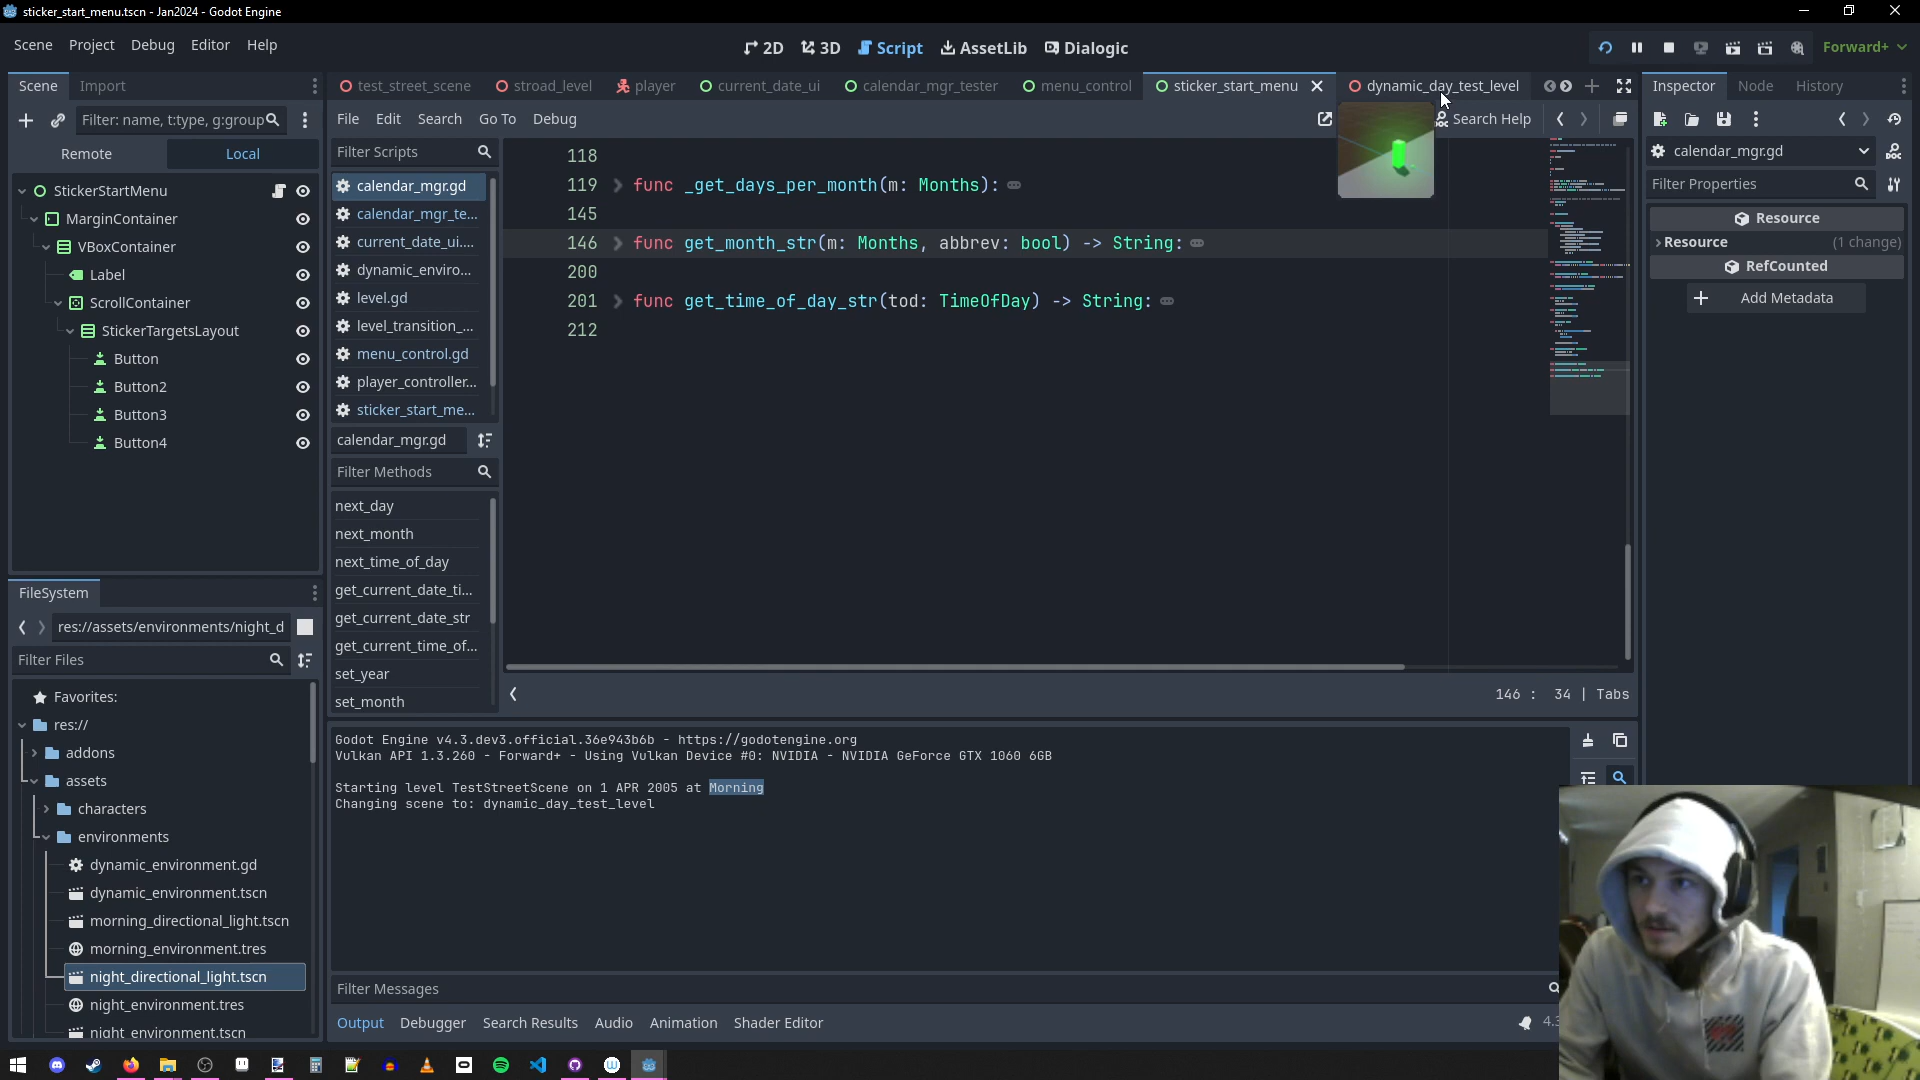 sticker_start_menu.tscn - Jan2024 - Godot Engine
Scene Project Debug Editor Help
2D 3D Script AssetLib Dialogic
Forward+
Scene Import
test_street_scene stroad_level player current_date_ui calendar_mgr_tester menu_control sticker_start_menu dynamic_day_test_level
Inspector Node History
Filter: name, t:type, g:group
File Edit Search Go To Debug
Search Help
Remote Local
Filter Scripts
calendar_mgr.gd
Filter Properties
StickerStartMenu
MarginContainer
VBoxContainer
Label
ScrollContainer
StickerTargetsLayout
Button
Button2
Button3
Button4
calendar_mgr.gd
calendar_mgr_te...
current_date_ui....
dynamic_enviro...
level.gd
level_transition_...
menu_control.gd
player_controller...
sticker_start_me...
calendar_mgr.gd
Filter Methods
next_day
next_month
next_time_of_day
get_current_date_ti...
get_current_date_str
get_current_time_of...
set_year
set_month
118
119 func _get_days_per_month(m: Months):
145
146 func get_month_str(m: Months, abbrev: bool) -> String:
200
201 func get_time_of_day_str(tod: TimeOfDay) -> String:
212
146 : 34 | Tabs
Resource
Resource (1 change)
RefCounted
Add Metadata
FileSystem
res://assets/environments/night_d
Filter Files
Favorites:
res://
addons
assets
characters
environments
dynamic_environment.gd
dynamic_environment.tscn
morning_directional_light.tscn
morning_environment.tres
night_directional_light.tscn
night_environment.tres
night_environment.tscn
Godot Engine v4.3.dev3.official.36e943b6b - https://godotengine.org
Vulkan API 1.3.260 - Forward+ - Using Vulkan Device #0: NVIDIA - NVIDIA GeForce GTX 1060 6GB
Starting level TestStreetScene on 1 APR 2005 at Morning
Changing scene to: dynamic_day_test_level
Filter Messages
Output Debugger Search Results Audio Animation Shader Editor
4.3